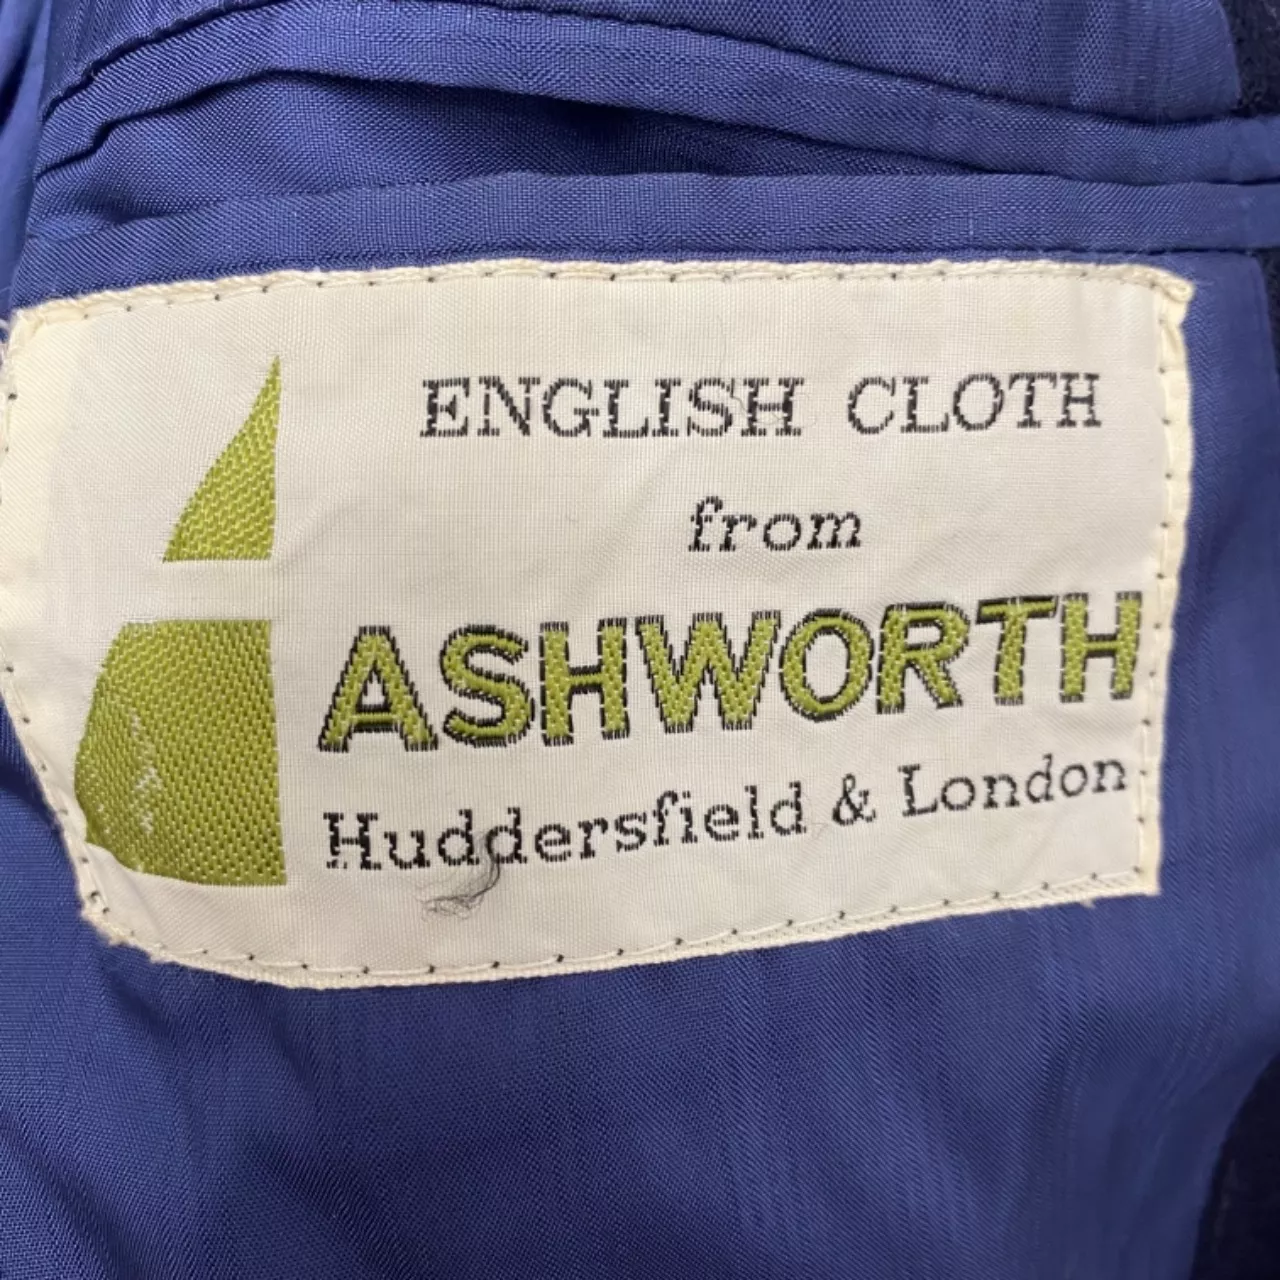 ENGLISH CLOTH
from
ASHWORTH
Huddersfield & London